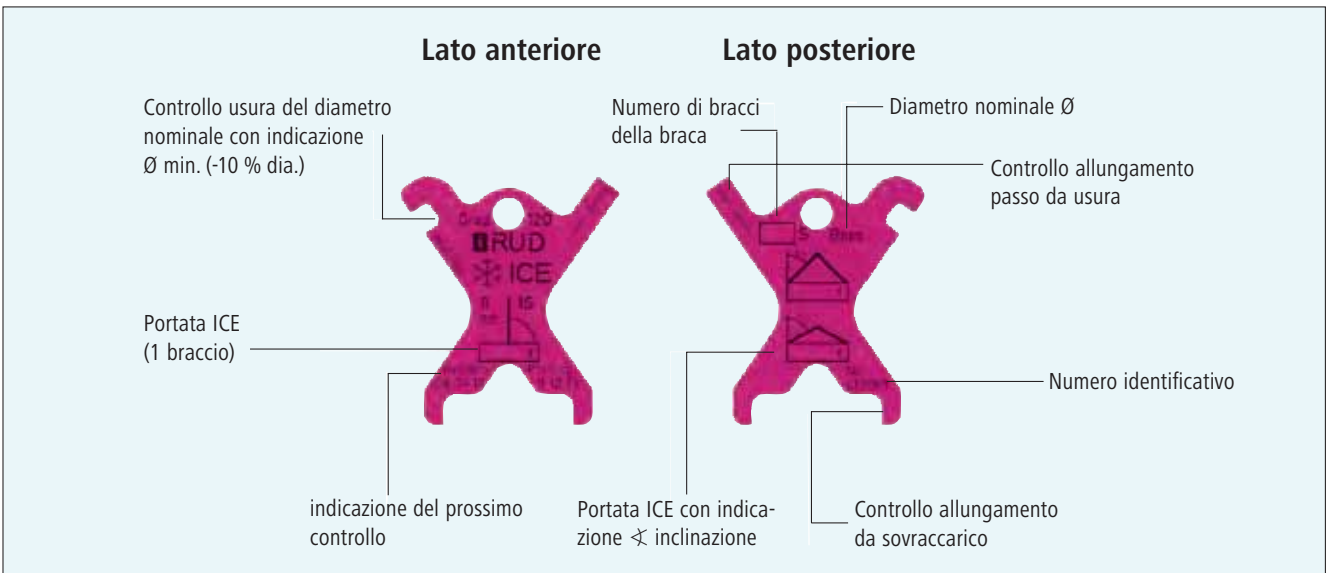 Lato anteriore
Lato posteriore
Controllo usura del diametro
nominale con indicazione
Ø min. (-10 % dia.)
Numero di bracci
della braca
Diametro nominale Ø
Controllo allungamento
passo da usura
120
RUD
ICE
S
Portata ICE
(1 braccio)
Numero identificativo
indicazione del prossimo
controllo
Portata ICE con indica-
zione ∢ inclinazione
Controllo allungamento
da sovraccarico